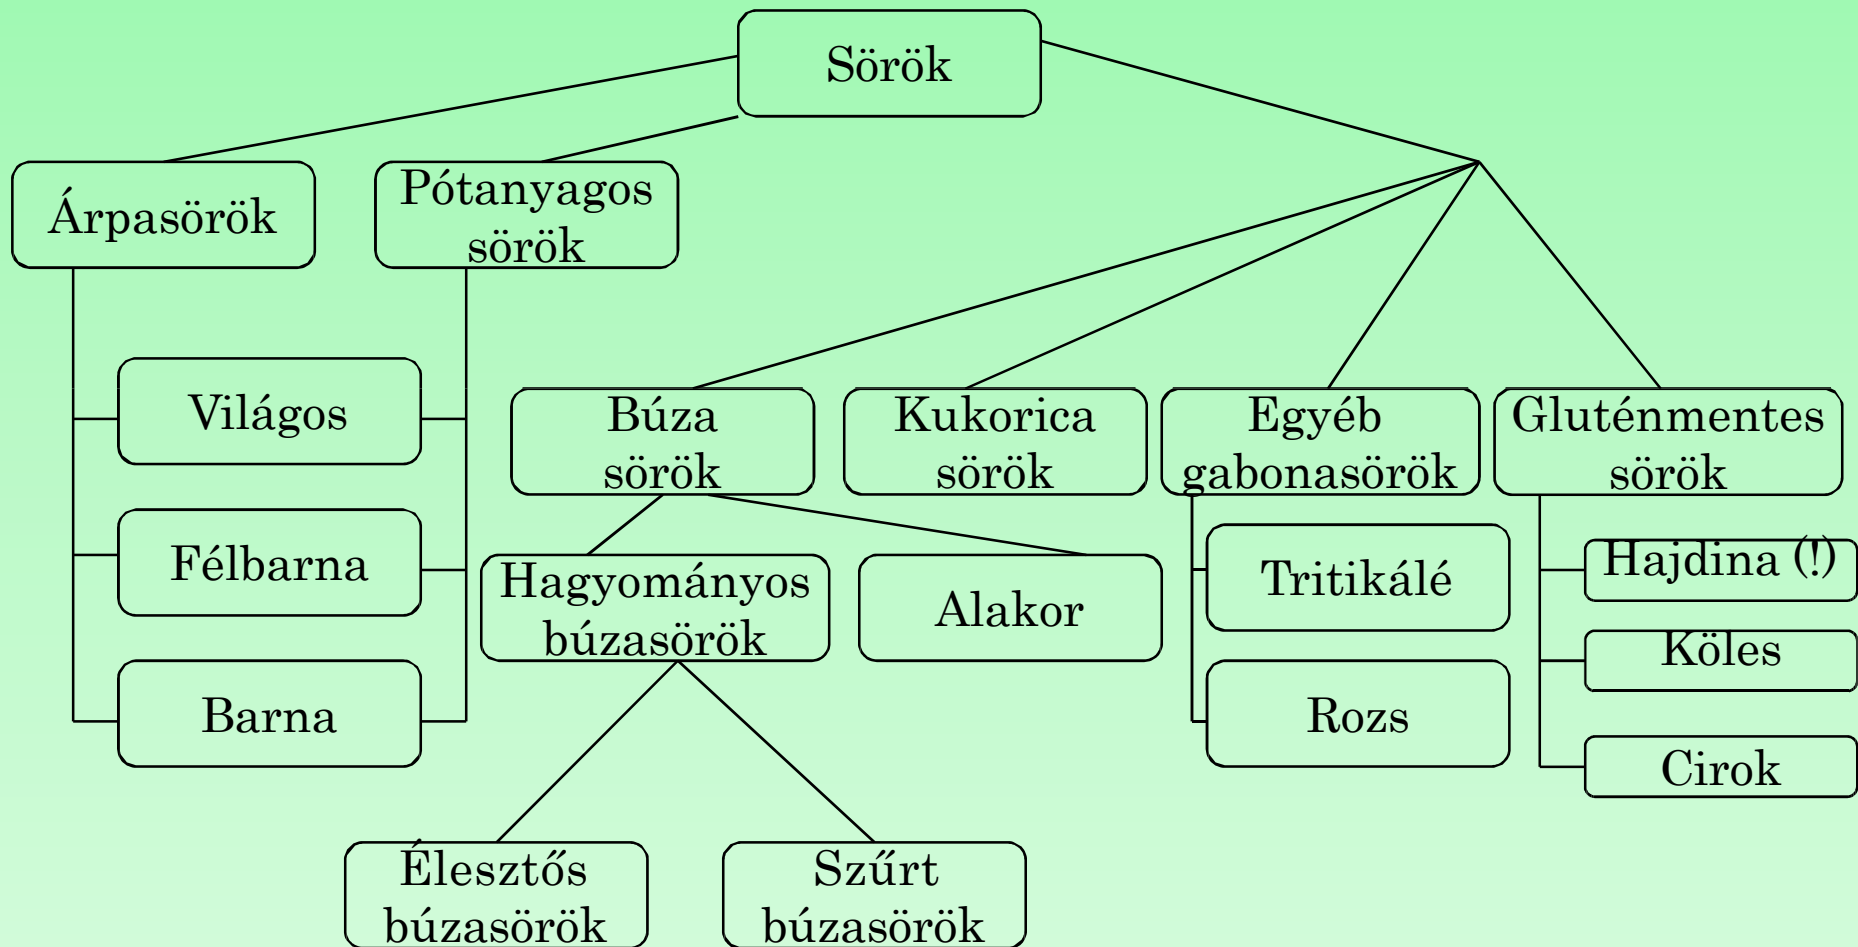 Sörök
Árpasörök
Pótanyagos
sörök
Világos
Félbarna
Barna
Búza
sörök
Kukorica
sörök
Egyéb
gabonasörök
Gluténmentes
sörök
Hagyományos
búzasörök
Alakor
Tritikálé
Rozs
Hajdina (!)
Köles
Cirok
Élesztős
búzasörök
Szűrt
búzasörök